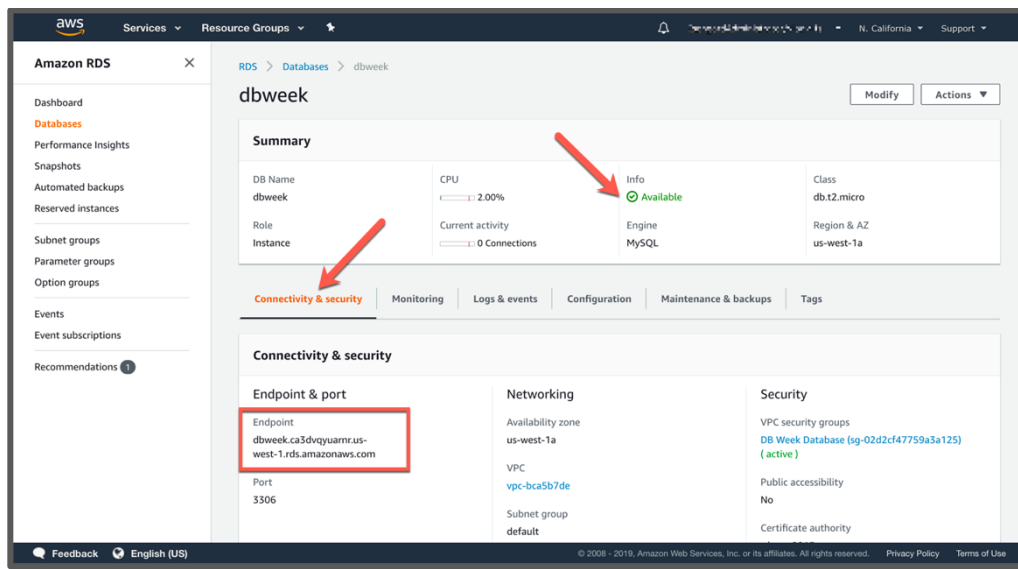 aws
Services
Resource Groups
N. California
Support
Amazon RDS
Dashboard
Databases
Performance Insights
Snapshots
Automated backups
Reserved instances
Subnet groups
Parameter groups
Option groups
Events
Event subscriptions
Recommendations 1
RDS > Databases > dbweek
dbweek
Modify
Actions
Summary
DB Name
dbweek
CPU
2.00%
Info
Available
Class
db.t2.micro
Role
Instance
Current activity
0 Connections
Engine
MySQL
Region & AZ
us-west-1a
Connectivity & security
Monitoring
Logs & events
Configuration
Maintenance & backups
Tags
Connectivity & security
Endpoint & port
Endpoint
dbweek.ca3dvqyuarnr.us-
west-1.rds.amazonaws.com
Port
3306
Networking
Availability zone
us-west-1a
VPC
vpc-bca5b7de
Subnet group
default
Security
VPC security groups
DB Week Database (sg-02d2cf47759a3a125)
( active )
Public accessibility
No
Certificate authority
Feedback
English (US)
© 2008 - 2019, Amazon Web Services, Inc. or its affiliates. All rights reserved.
Privacy Policy
Terms of Use